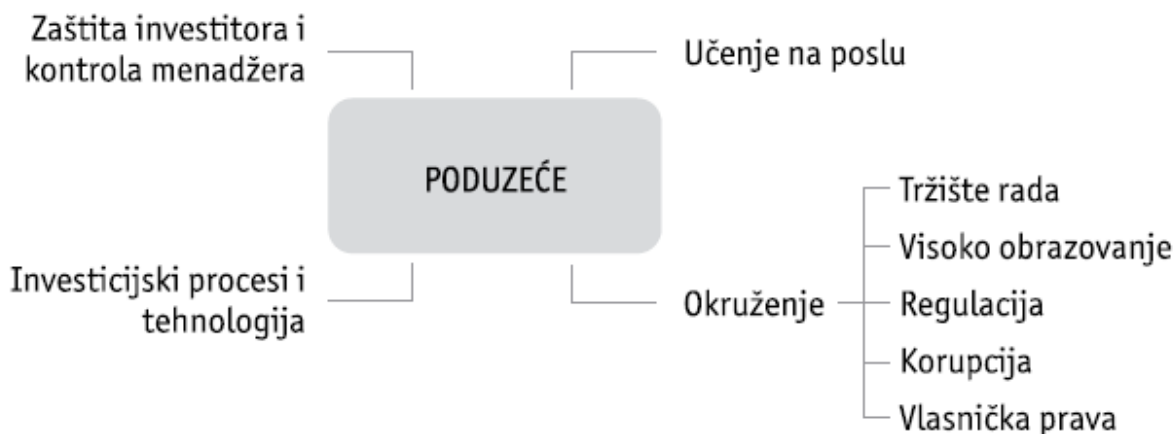 Zaštita investitora i
kontrola menadžera
Učenje na poslu
PODUZEĆE
Investicijski procesi i
tehnologija
Okruženje
Tržište rada
Visoko obrazovanje
Regulacija
Korupcija
Vlasnička prava